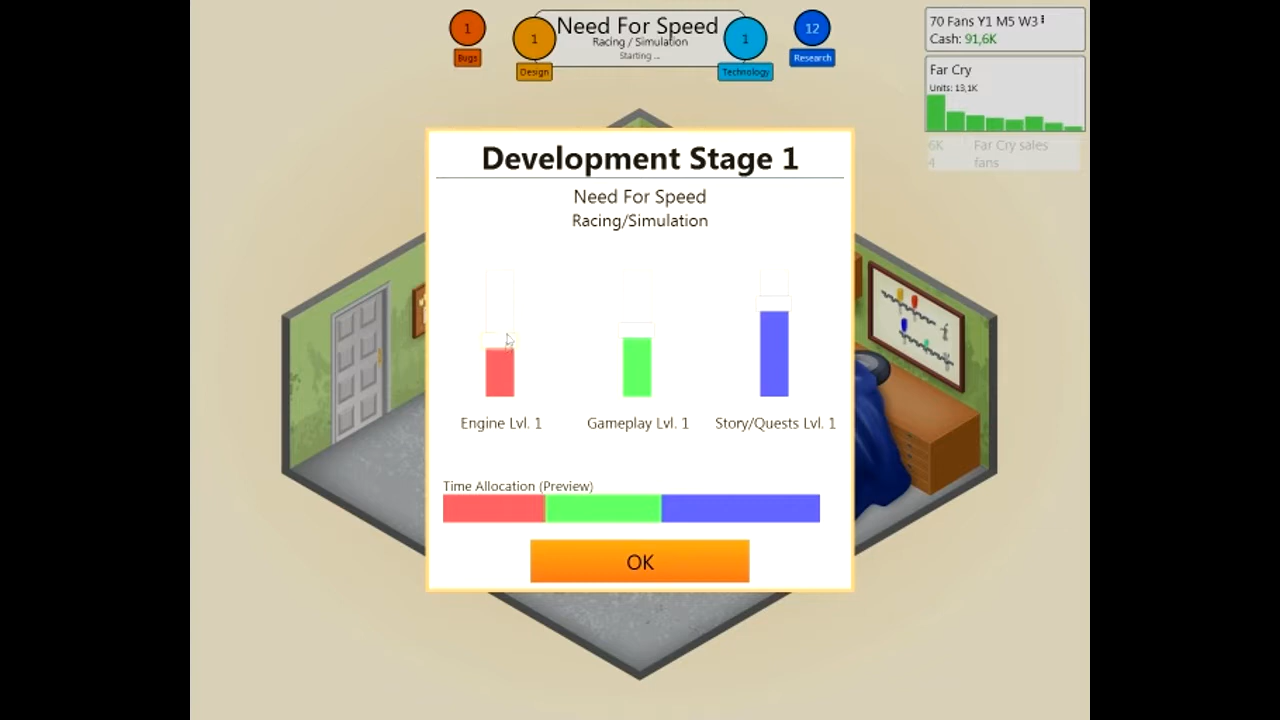 1
Bugs
1
Design
Need For Speed
Racing / Simulation
Starting ...
1
Technology
12
Research
70 Fans Y1 M5 W3
Cash: 91,6K
Far Cry
Units: 13,1K
6K Far Cry sales
4 fans
Development Stage 1
Need For Speed
Racing/Simulation
Engine Lvl. 1
Gameplay Lvl. 1
Story/Quests Lvl. 1
Time Allocation (Preview)
OK